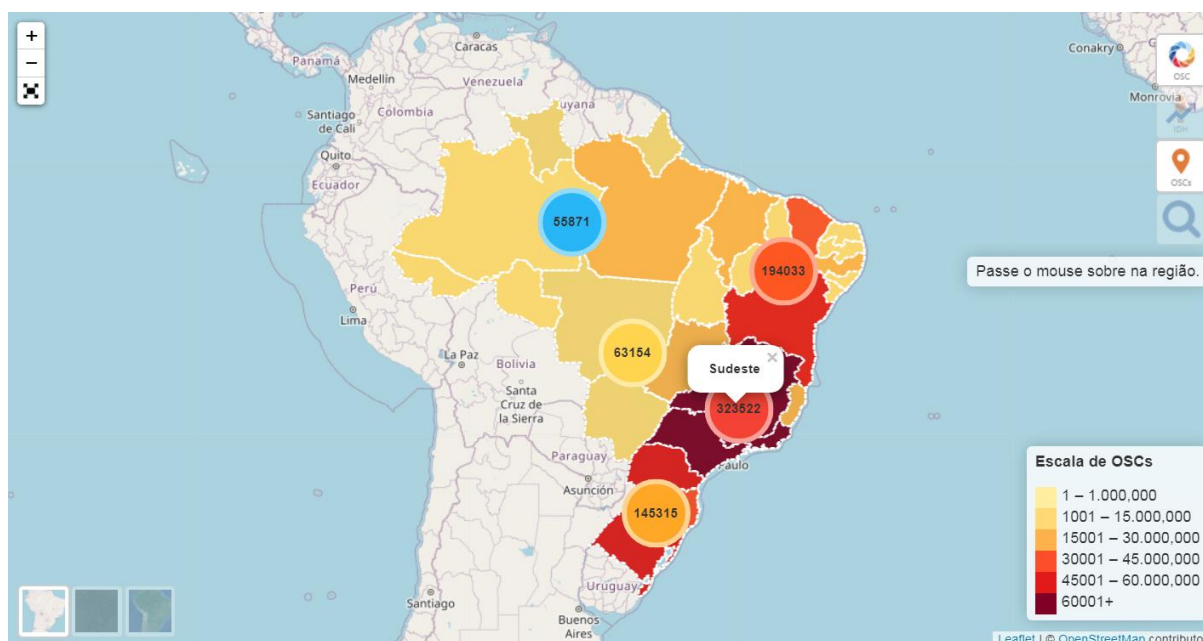 +
−
Caracas
Panamá
Medellín
Venezuela
uyana
Santiago
de Cali
Colombia
Quito
Ecuador
Perú
Lima
La Paz
Bolivia
Santa
Cruz de
la Sierra
Paraguay
Asunción
Paulo
Uruguay
Santiago
Buenos
Aires
Conakry
Monrovia
55871
194033
63154
Sudeste
×
323522
145315
OSC
IDH
OSCs
Passe o mouse sobre na região.
Escala de OSCs
1 – 1.000,000
1001 – 15.000,000
15001 – 30.000,000
30001 – 45.000,000
45001 – 60.000,000
60001+
Leaflet | © OpenStreetMap contributo